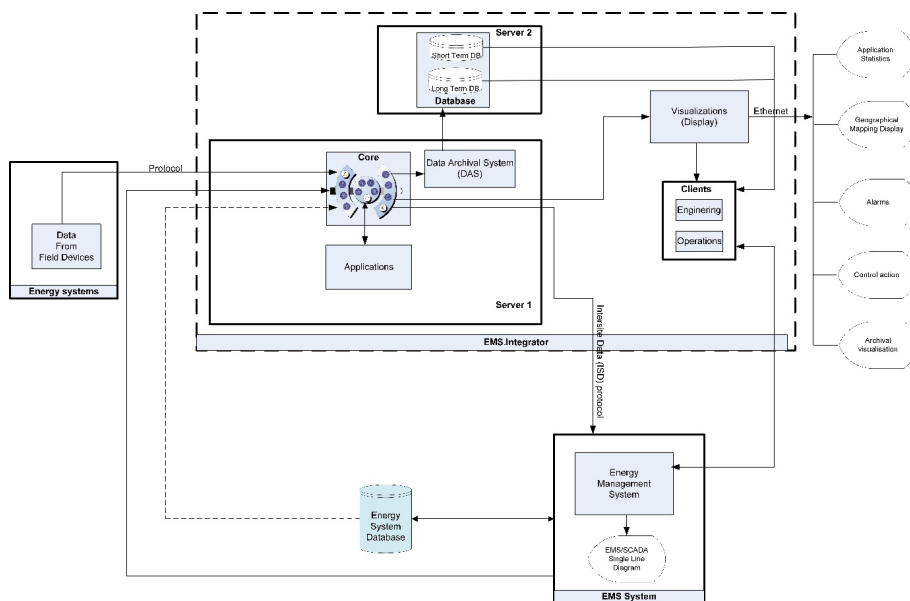 Server 2
Short Term DB
Long Term DB
Database
Application
Statistics
Visualizations
(Display)
Ethernet
Geographical
Mapping Display
Core
Data Archival System
(DAS)
Protocol
Clients
Enginering
Operations
Alarms
Data
From
Field Devices
Energy systems
Applications
Server 1
Control action
EMS.Integrator
Intersite Data (ISD) protocol
Archival
visualisation
Energy
Management
System
Energy
System
Database
EMS/SCADA
Single Line
Diagram
EMS System